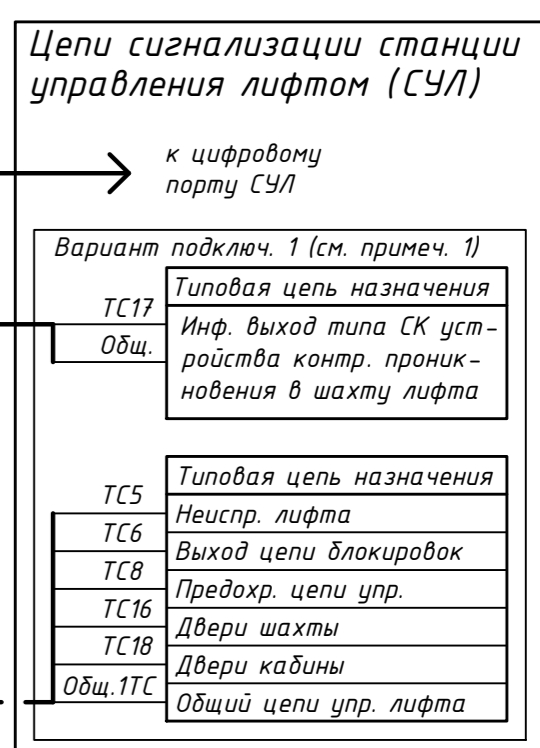 Цепи сигнализации станции
управления лифтом (СУЛ)
к цифровому
порту СУЛ
Вариант подключ. 1 (см. примеч. 1)
Типовая цепь назначения
ТС17
Инф. выход типа СК уст-
Общ.
ройства контр. проник-
новения в шахту лифта
Типовая цепь назначения
ТС5
Неиспр. лифта
ТС6
Выход цепи блокировок
ТС8
Предохр. цепи упр.
ТС16
Двери шахты
ТС18
Двери кабины
Общ.1ТС
Общий цепи упр. лифта